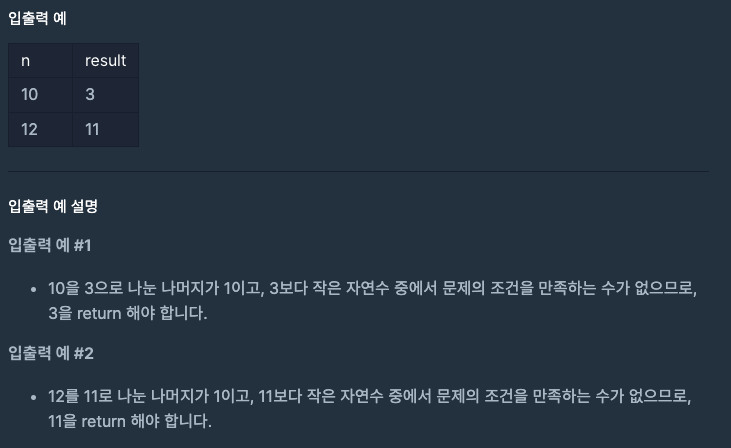 입출력 예
n result
10 3
12 11
입출력 예 설명
입출력 예 #1
• 10을 3으로 나눈 나머지가 1이고, 3보다 작은 자연수 중에서 문제의 조건을 만족하는 수가 없으므로,
3을 return 해야 합니다.
입출력 예 #2
• 12를 11로 나눈 나머지가 1이고, 11보다 작은 자연수 중에서 문제의 조건을 만족하는 수가 없으므로,
11을 return 해야 합니다.